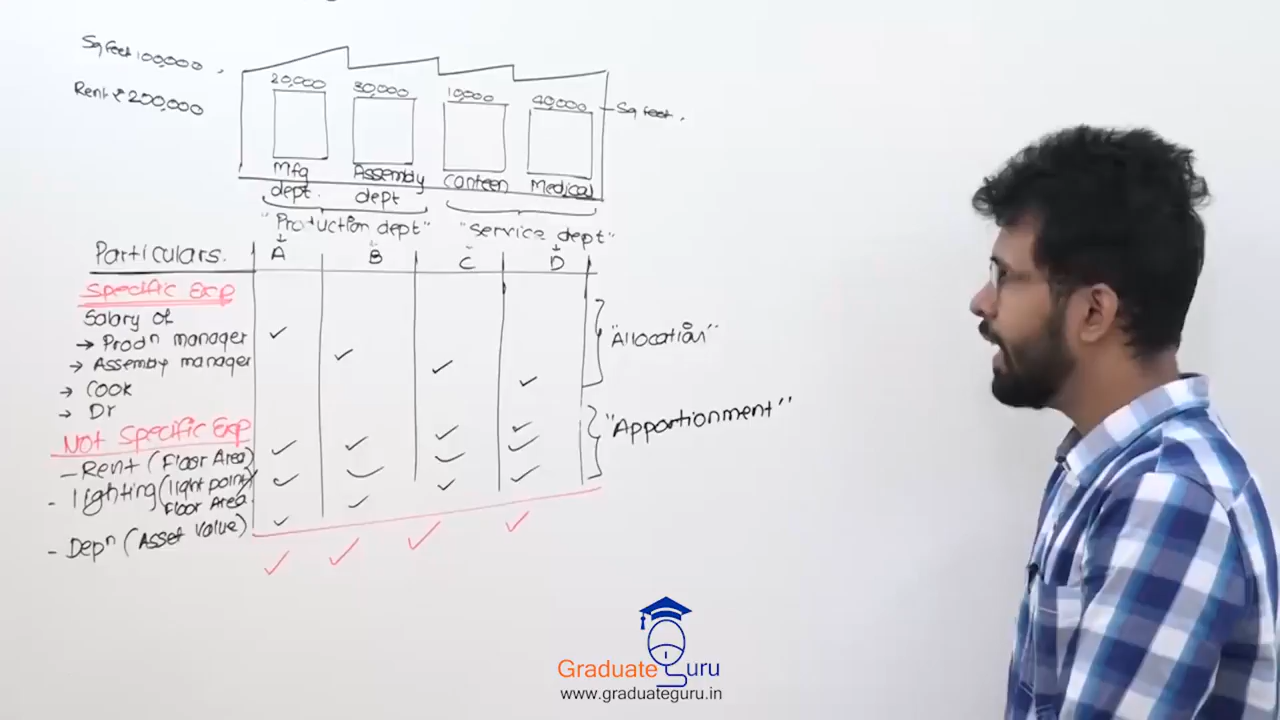 Sq feet 100,000
Rent ₹ 200,000
20,000 30,000 10,000 40,000 Sq feet.
Mfg dept. Assembly dept Canteen Medical
"Production dept" "Service dept"
Particulars. A B C D
Specific Exp
Salary of
→ Prodn manager
→ Assembly manager
→ Cook
→ Dr
"Allocation"
Not Specific Exp
- Rent (Floor Area)
- lighting (light point)
Floor Area
- Depn (Asset Value)
"Apportionment"
GraduateGuru
www.graduateguru.in